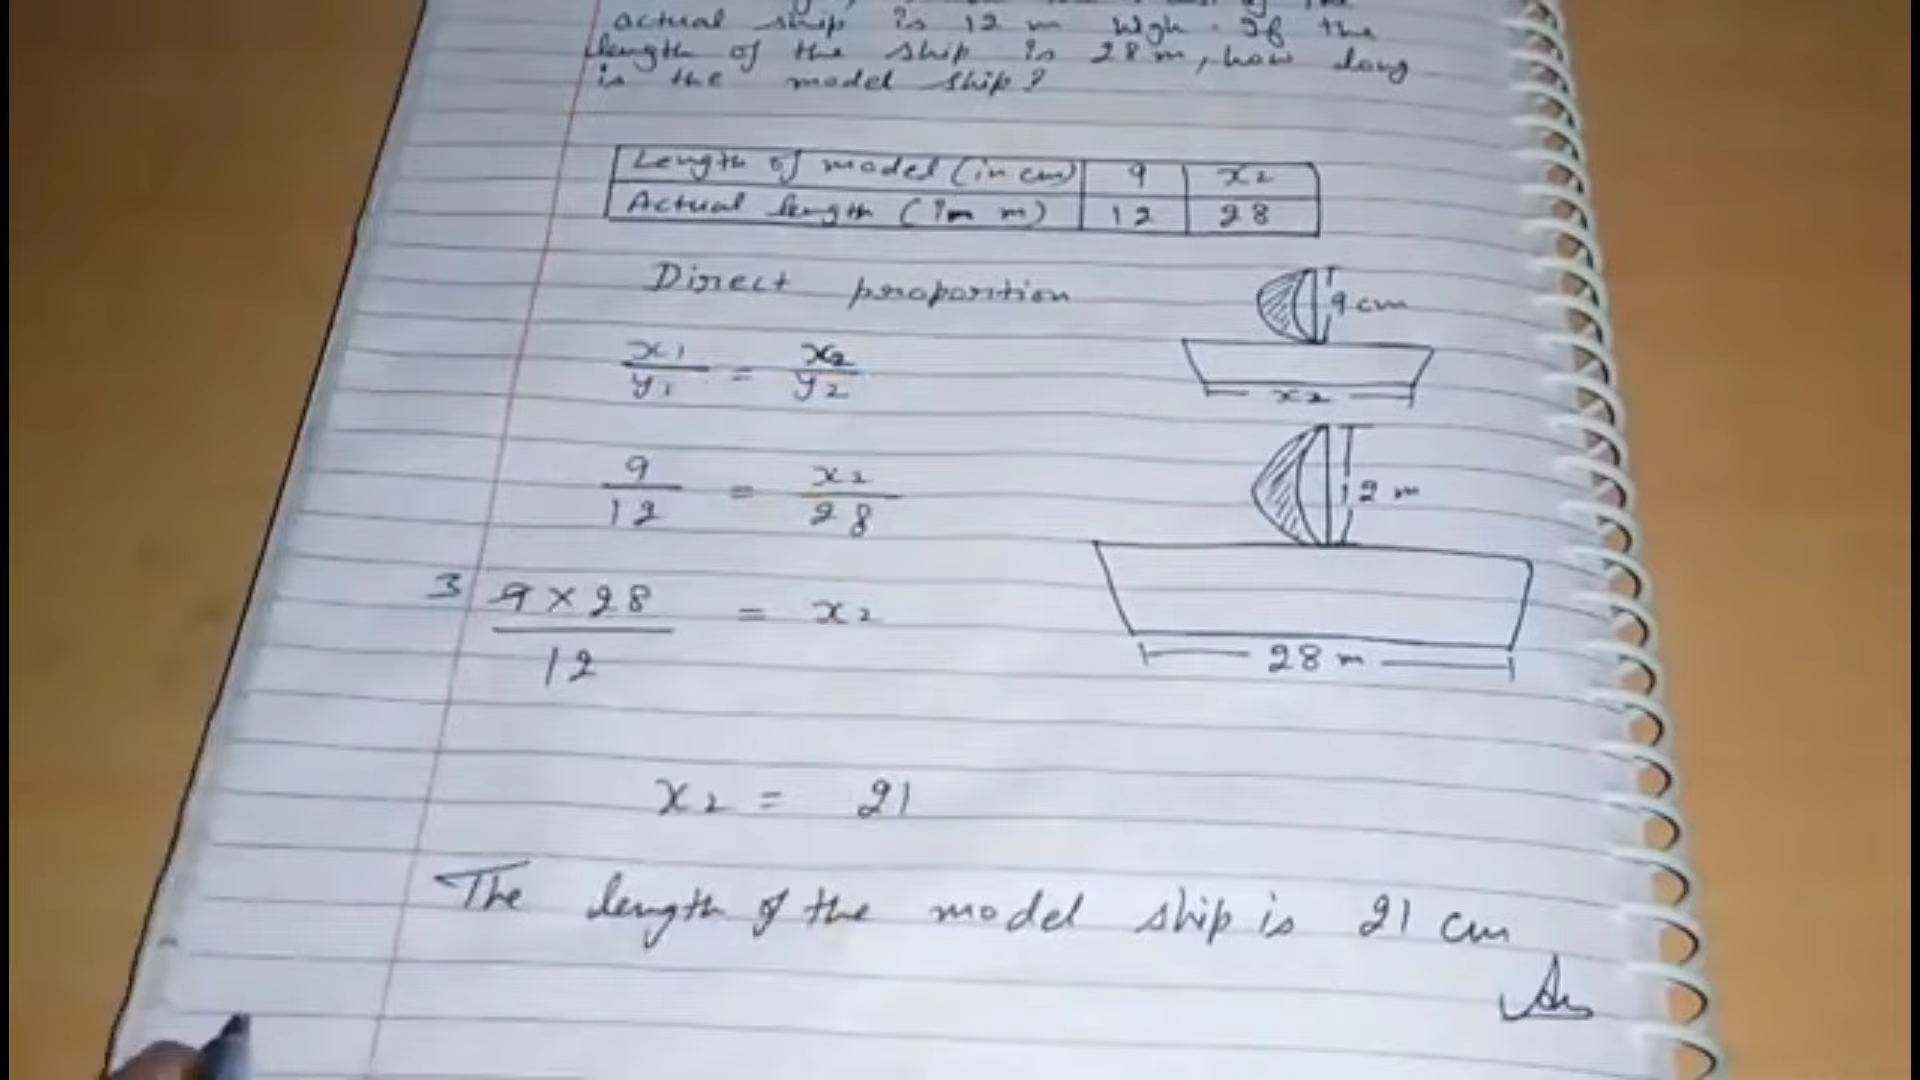 actual ship is 12 m high. If the
length of the ship is 28 m, how long
is the model ship?
Length of model (in cm) 9 x₂
Actual length (in m) 12 28
Direct proportion
x₁/y₁ = x₂/y₂
9/12 = x₂/28
3 9 × 28 / 12 = x₂
x₂ = 21
The length of the model ship is 21 cm
Ans
9 cm
x₂
12 m
28 m